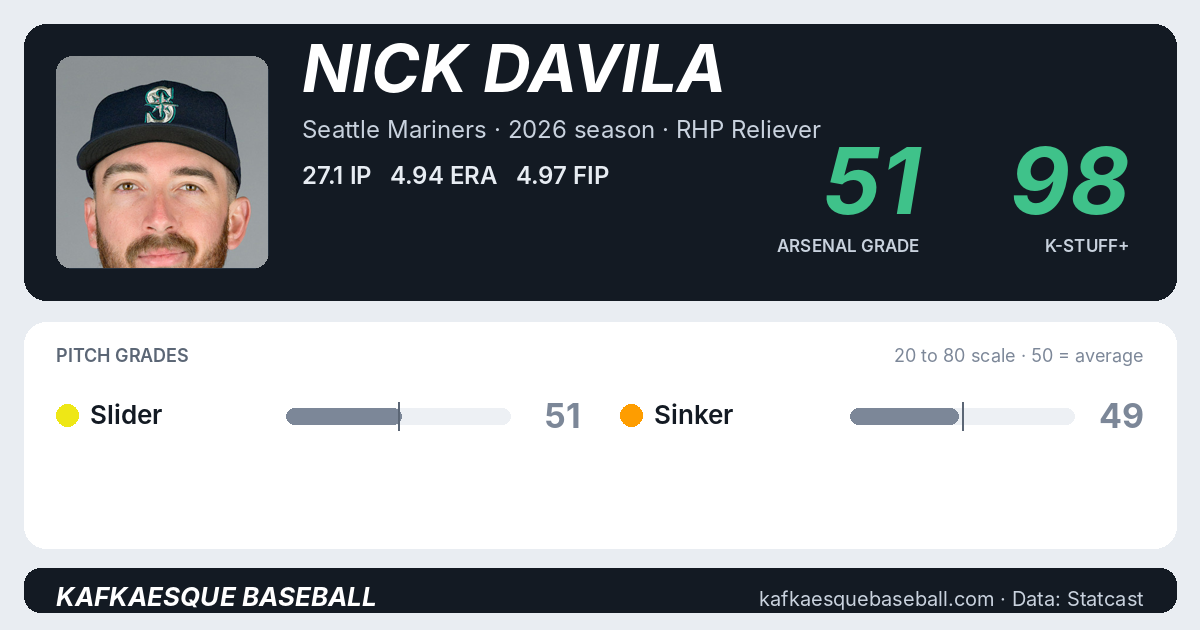 NICK DAVILA
Seattle Mariners · 2026 season · RHP Reliever
27.1 IP 4.94 ERA 4.97 FIP
51 98
ARSENAL GRADE K-STUFF+
PITCH GRADES 20 to 80 scale · 50 = average
Slider 51 Sinker 49
KAFKAESQUE BASEBALL kafkaesquebaseball.com · Data: Statcast